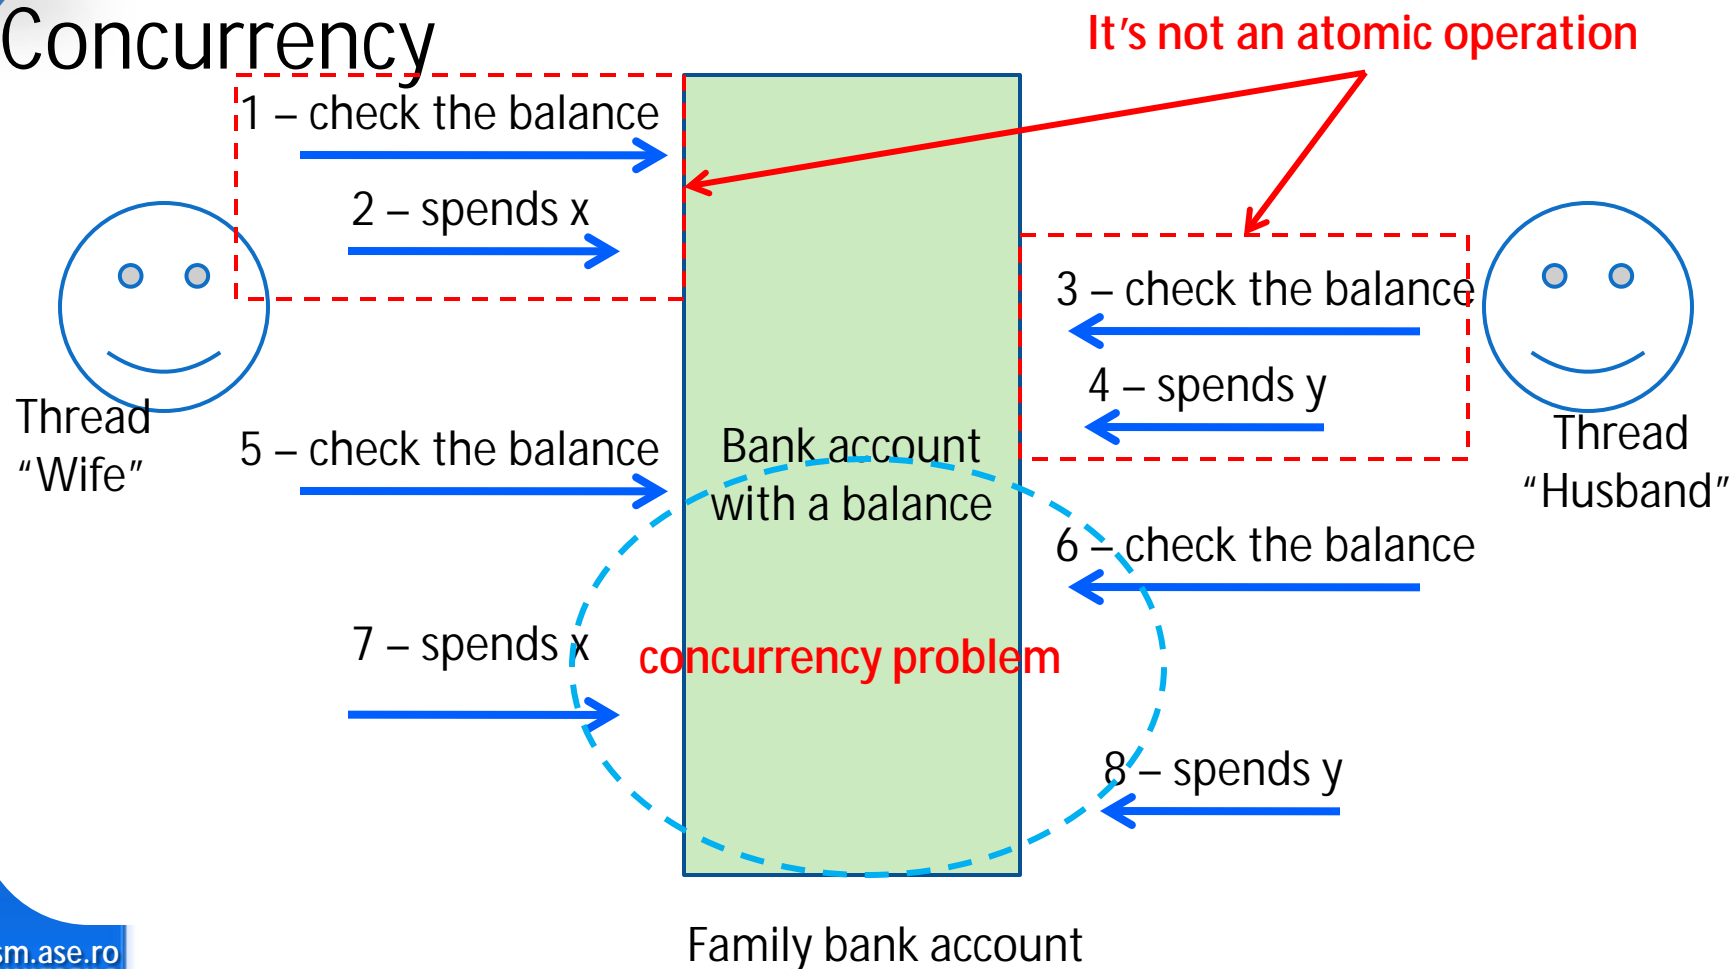 Concurrency
It's not an atomic operation
1 – check the balance
2 – spends x
3 – check the balance
4 – spends y
Thread
“Wife”
Thread
“Husband”
5 – check the balance
Bank account
with a balance
6 – check the balance
7 – spends x
concurrency problem
8 – spends y
Family bank account
sm.ase.ro